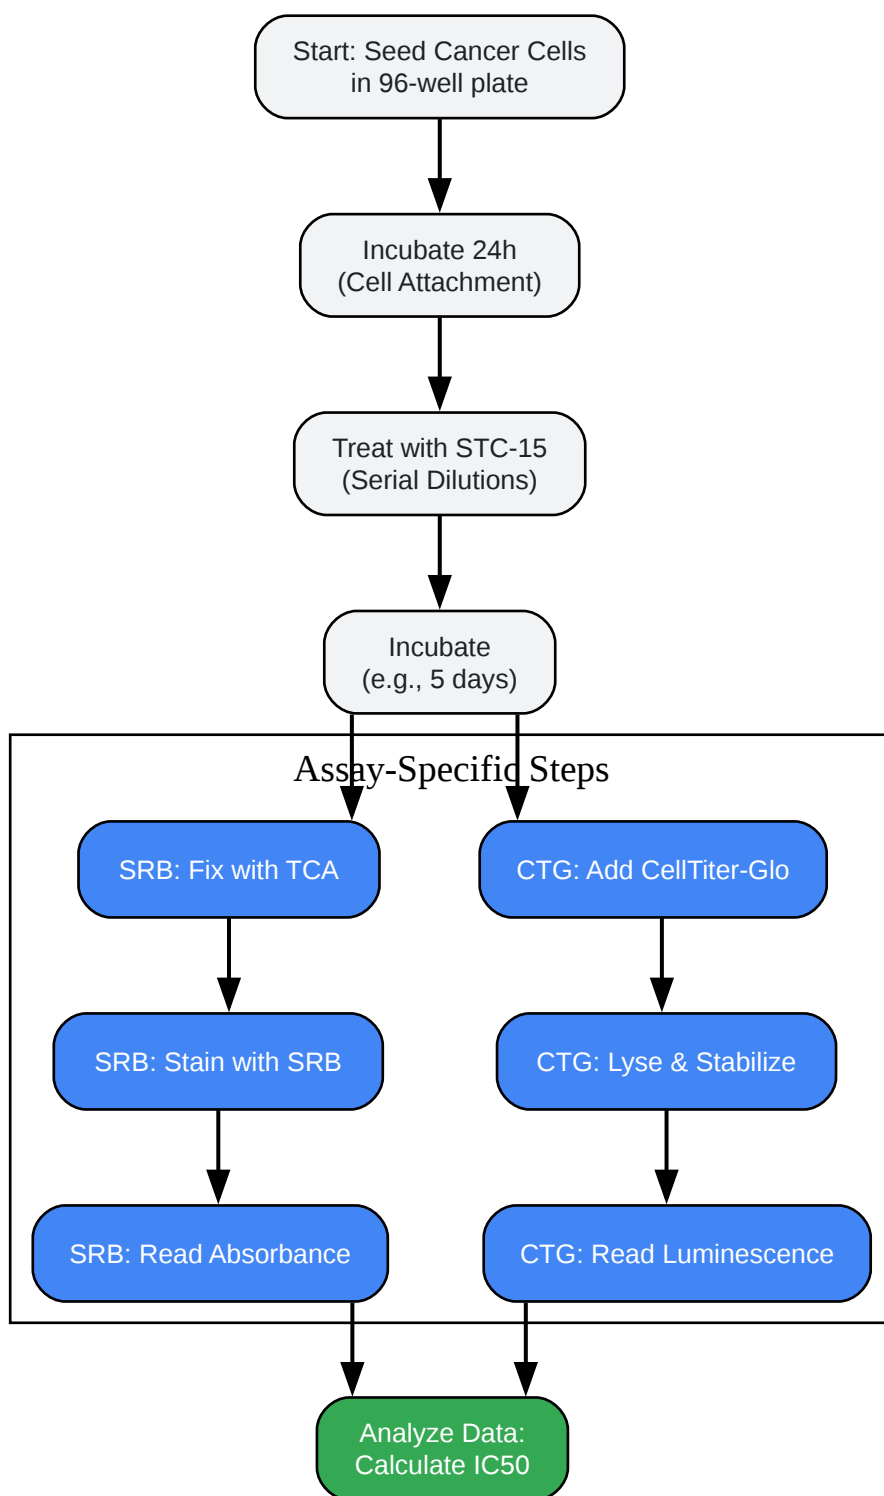 Start: Seed Cancer Cells
in 96-well plate
Incubate 24h
(Cell Attachment)
Treat with STC-15
(Serial Dilutions)
Incubate
(e.g., 5 days)
Assay-Specific Steps
SRB: Fix with TCA
CTG: Add CellTiter-Glo
SRB: Stain with SRB
CTG: Lyse & Stabilize
SRB: Read Absorbance
CTG: Read Luminescence
Analyze Data:
Calculate IC50